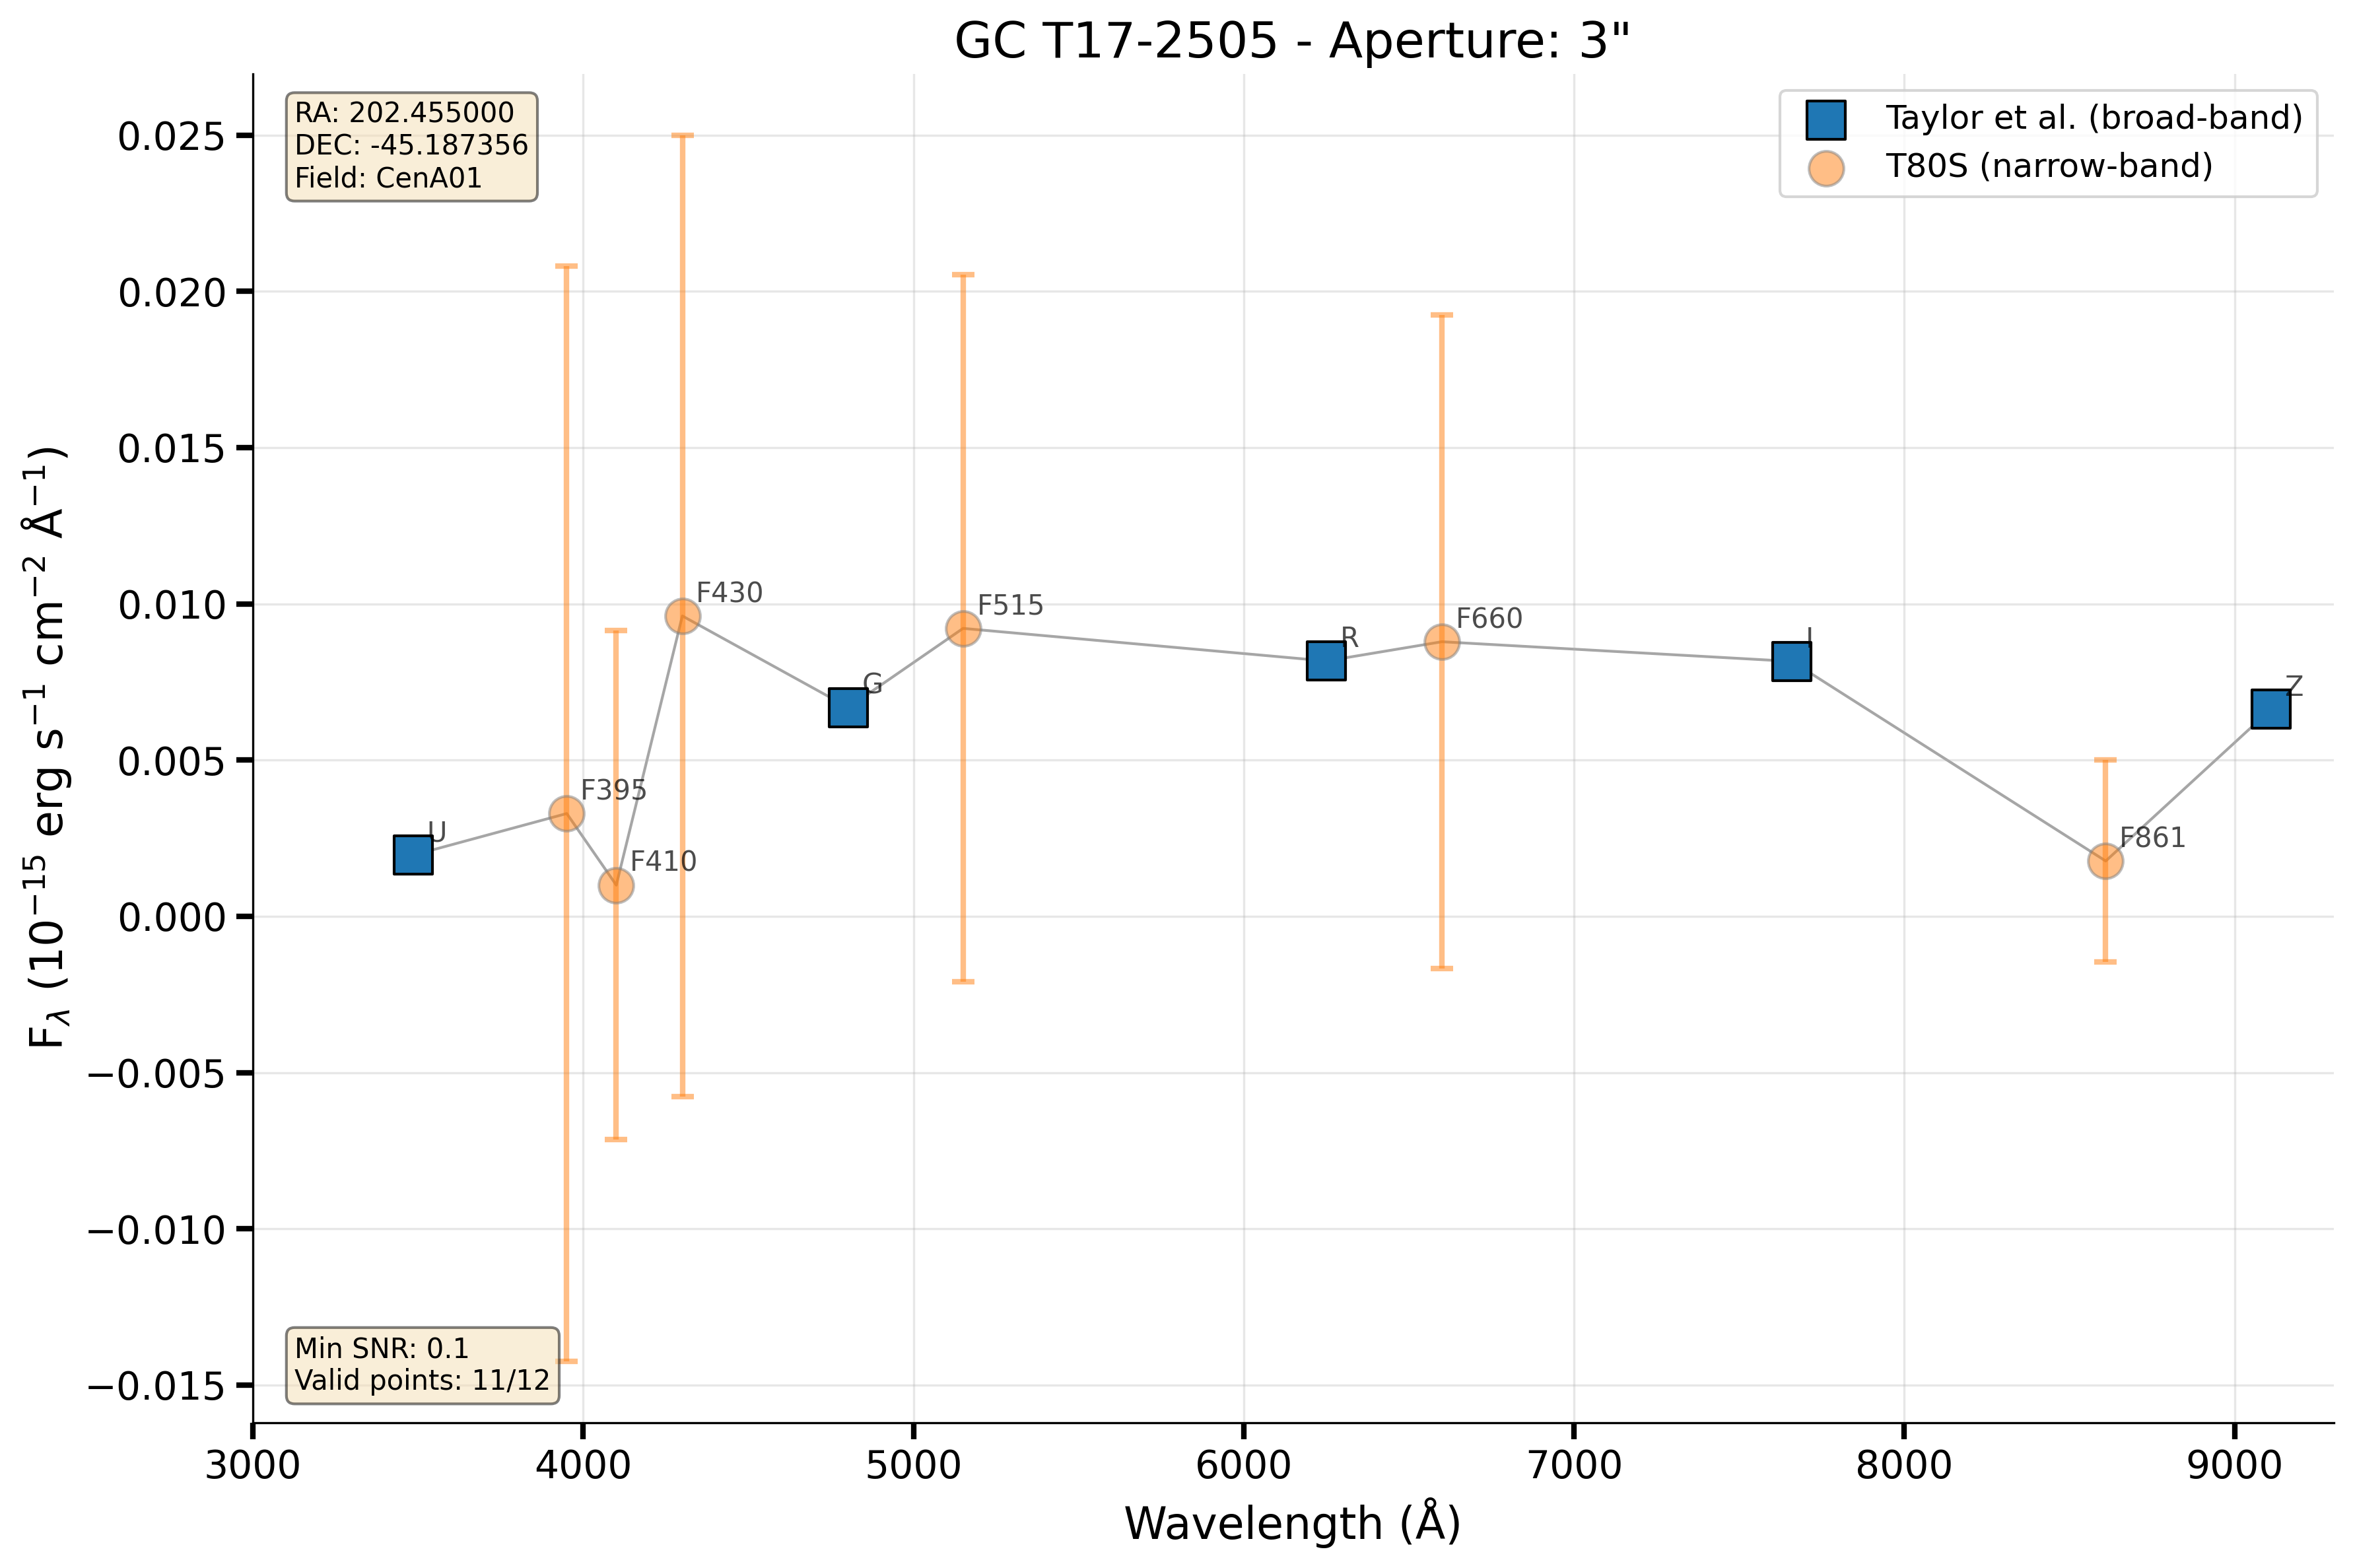 GC T17-2505 - Aperture: 3"
RA: 202.455000
DEC: -45.187356
Field: CenA01
Taylor et al. (broad-band)
T80S (narrow-band)
0.025
0.020
0.015
0.010
0.005
0.000
−0.005
−0.010
−0.015
F_λ (10⁻¹⁵ erg s⁻¹ cm⁻² Å⁻¹)
U
F395
F410
F430
G
F515
R
F660
I
F861
Z
Min SNR: 0.1
Valid points: 11/12
3000 4000 5000 6000 7000 8000 9000
Wavelength (Å)